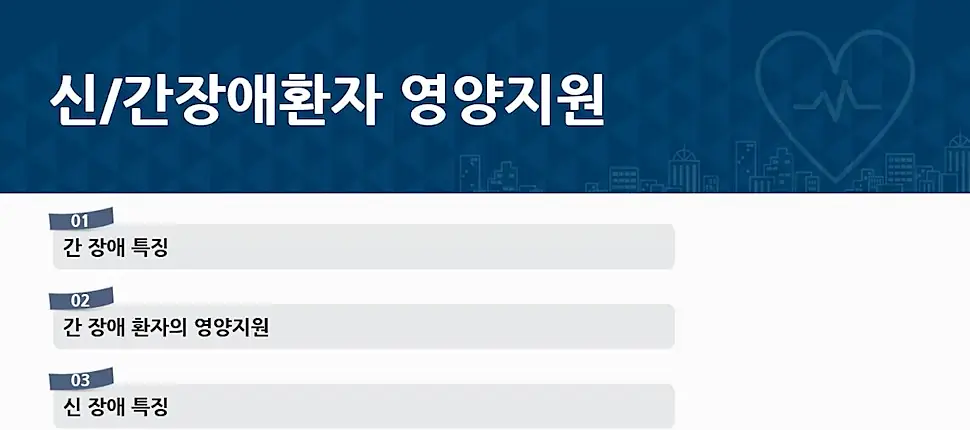 신/간장애환자 영양지원
01
간 장애 특징
02
간 장애 환자의 영양지원
03
신 장애 특징